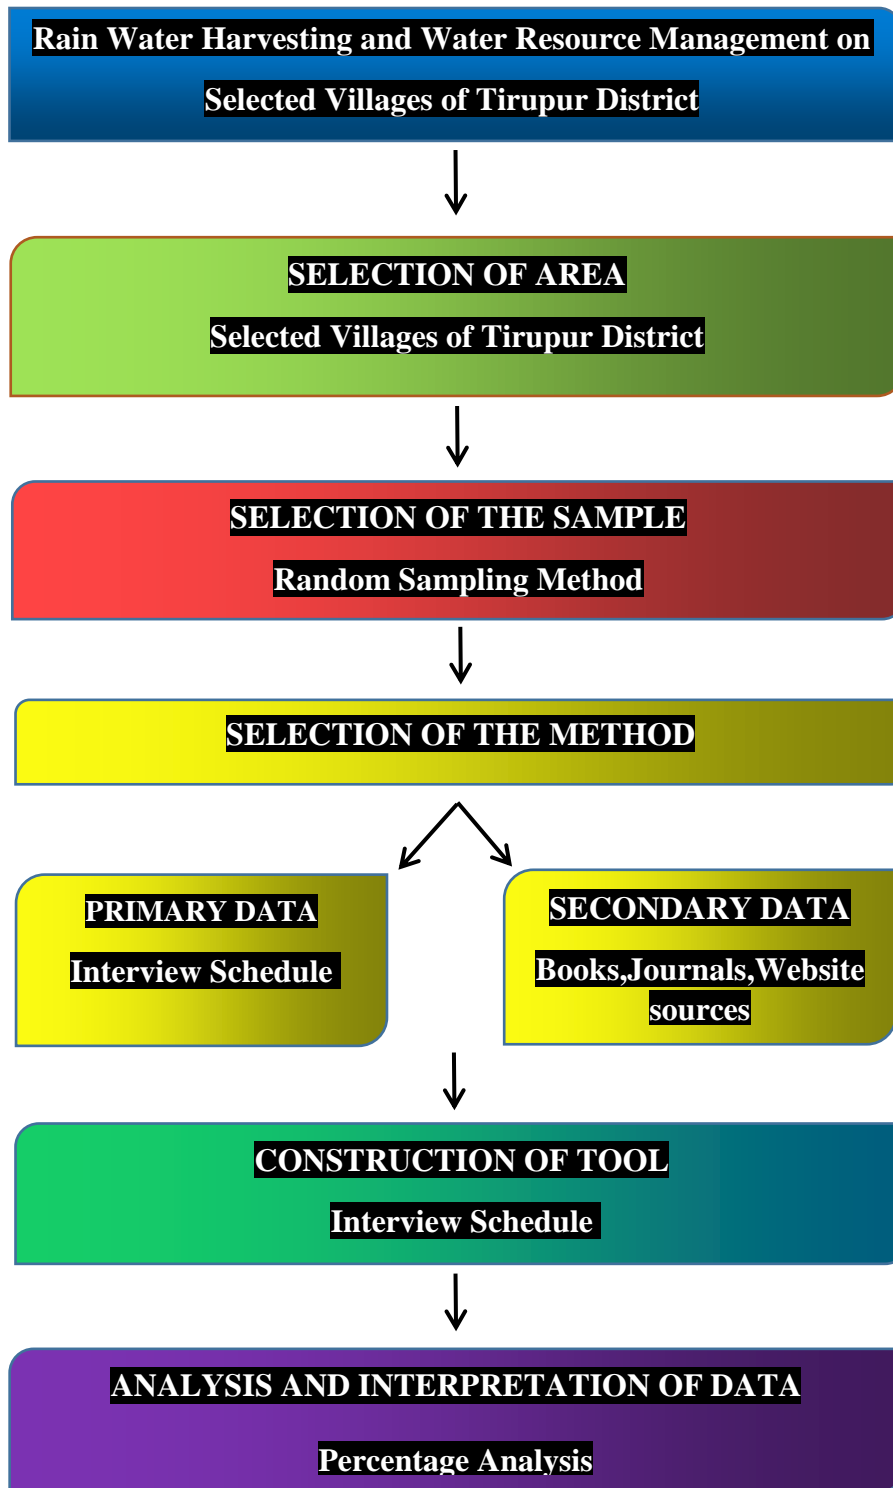 Rain Water Harvesting and Water Resource Management on
Selected Villages of Tirupur District
SELECTION OF AREA
Selected Villages of Tirupur District
SELECTION OF THE SAMPLE
Random Sampling Method
SELECTION OF THE METHOD
PRIMARY DATA
Interview Schedule
SECONDARY DATA
Books,Journals,Website
sources
CONSTRUCTION OF TOOL
Interview Schedule
ANALYSIS AND INTERPRETATION OF DATA
Percentage Analysis